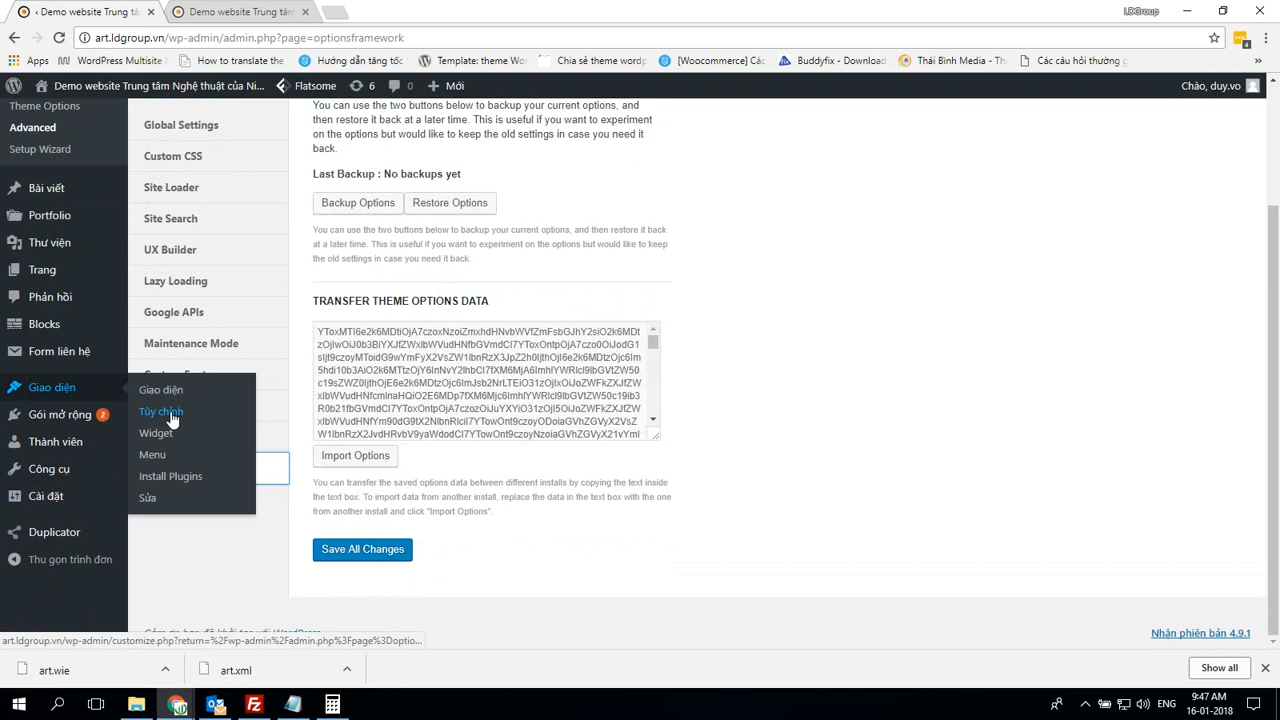 ‹ Demo website Trung tâ
Demo website Trung tâm
LDGroup
art.ldgroup.vn/wp-admin/admin.php?page=optionsframework
Apps
WordPress Multisite
How to translate the
Hướng dẫn tăng tốc
Template: theme Wor
Chia sẻ theme wordp
[Woocommerce] Các
Buddyfix - Download
Thái Bình Media - Th
Các câu hỏi thường g
Demo website Trung tâm Nghệ thuật của Ni...
Flatsome
6
0
Mới
Chào, duy.vo
Theme Options
Advanced
Setup Wizard
Bài viết
Portfolio
Thư viện
Trang
Phản hồi
Blocks
Form liên hệ
Giao diện
Gói mở rộng 2
Thành viên
Công cụ
Cài đặt
Duplicator
Thu gọn trình đơn
Global Settings
Custom CSS
Site Loader
Site Search
UX Builder
Lazy Loading
Google APIs
Maintenance Mode
Giao diện
Tùy chỉnh
Widget
Menu
Install Plugins
Sửa
You can use the two buttons below to backup your current options, and
then restore it back at a later time. This is useful if you want to experiment
on the options but would like to keep the old settings in case you need it
back.
Last Backup : No backups yet
Backup Options
Restore Options
You can use the two buttons below to backup your current options, and then restore it back
at a later time. This is useful if you want to experiment on the options but would like to keep
the old settings in case you need it back.
TRANSFER THEME OPTIONS DATA
Import Options
You can transfer the saved options data between different installs by copying the text inside
the text box. To import data from another install, replace the data in the text box with the one
from another install and click "Import Options".
Save All Changes
Nhận phiên bản 4.9.1
art.ldgroup.vn/wp-admin/customize.php?return=%2Fwp-admin%2Fadmin.php%3Fpage%3Doptio...
art.wie
art.xml
Show all
9:47 AM
ENG
16-01-2018